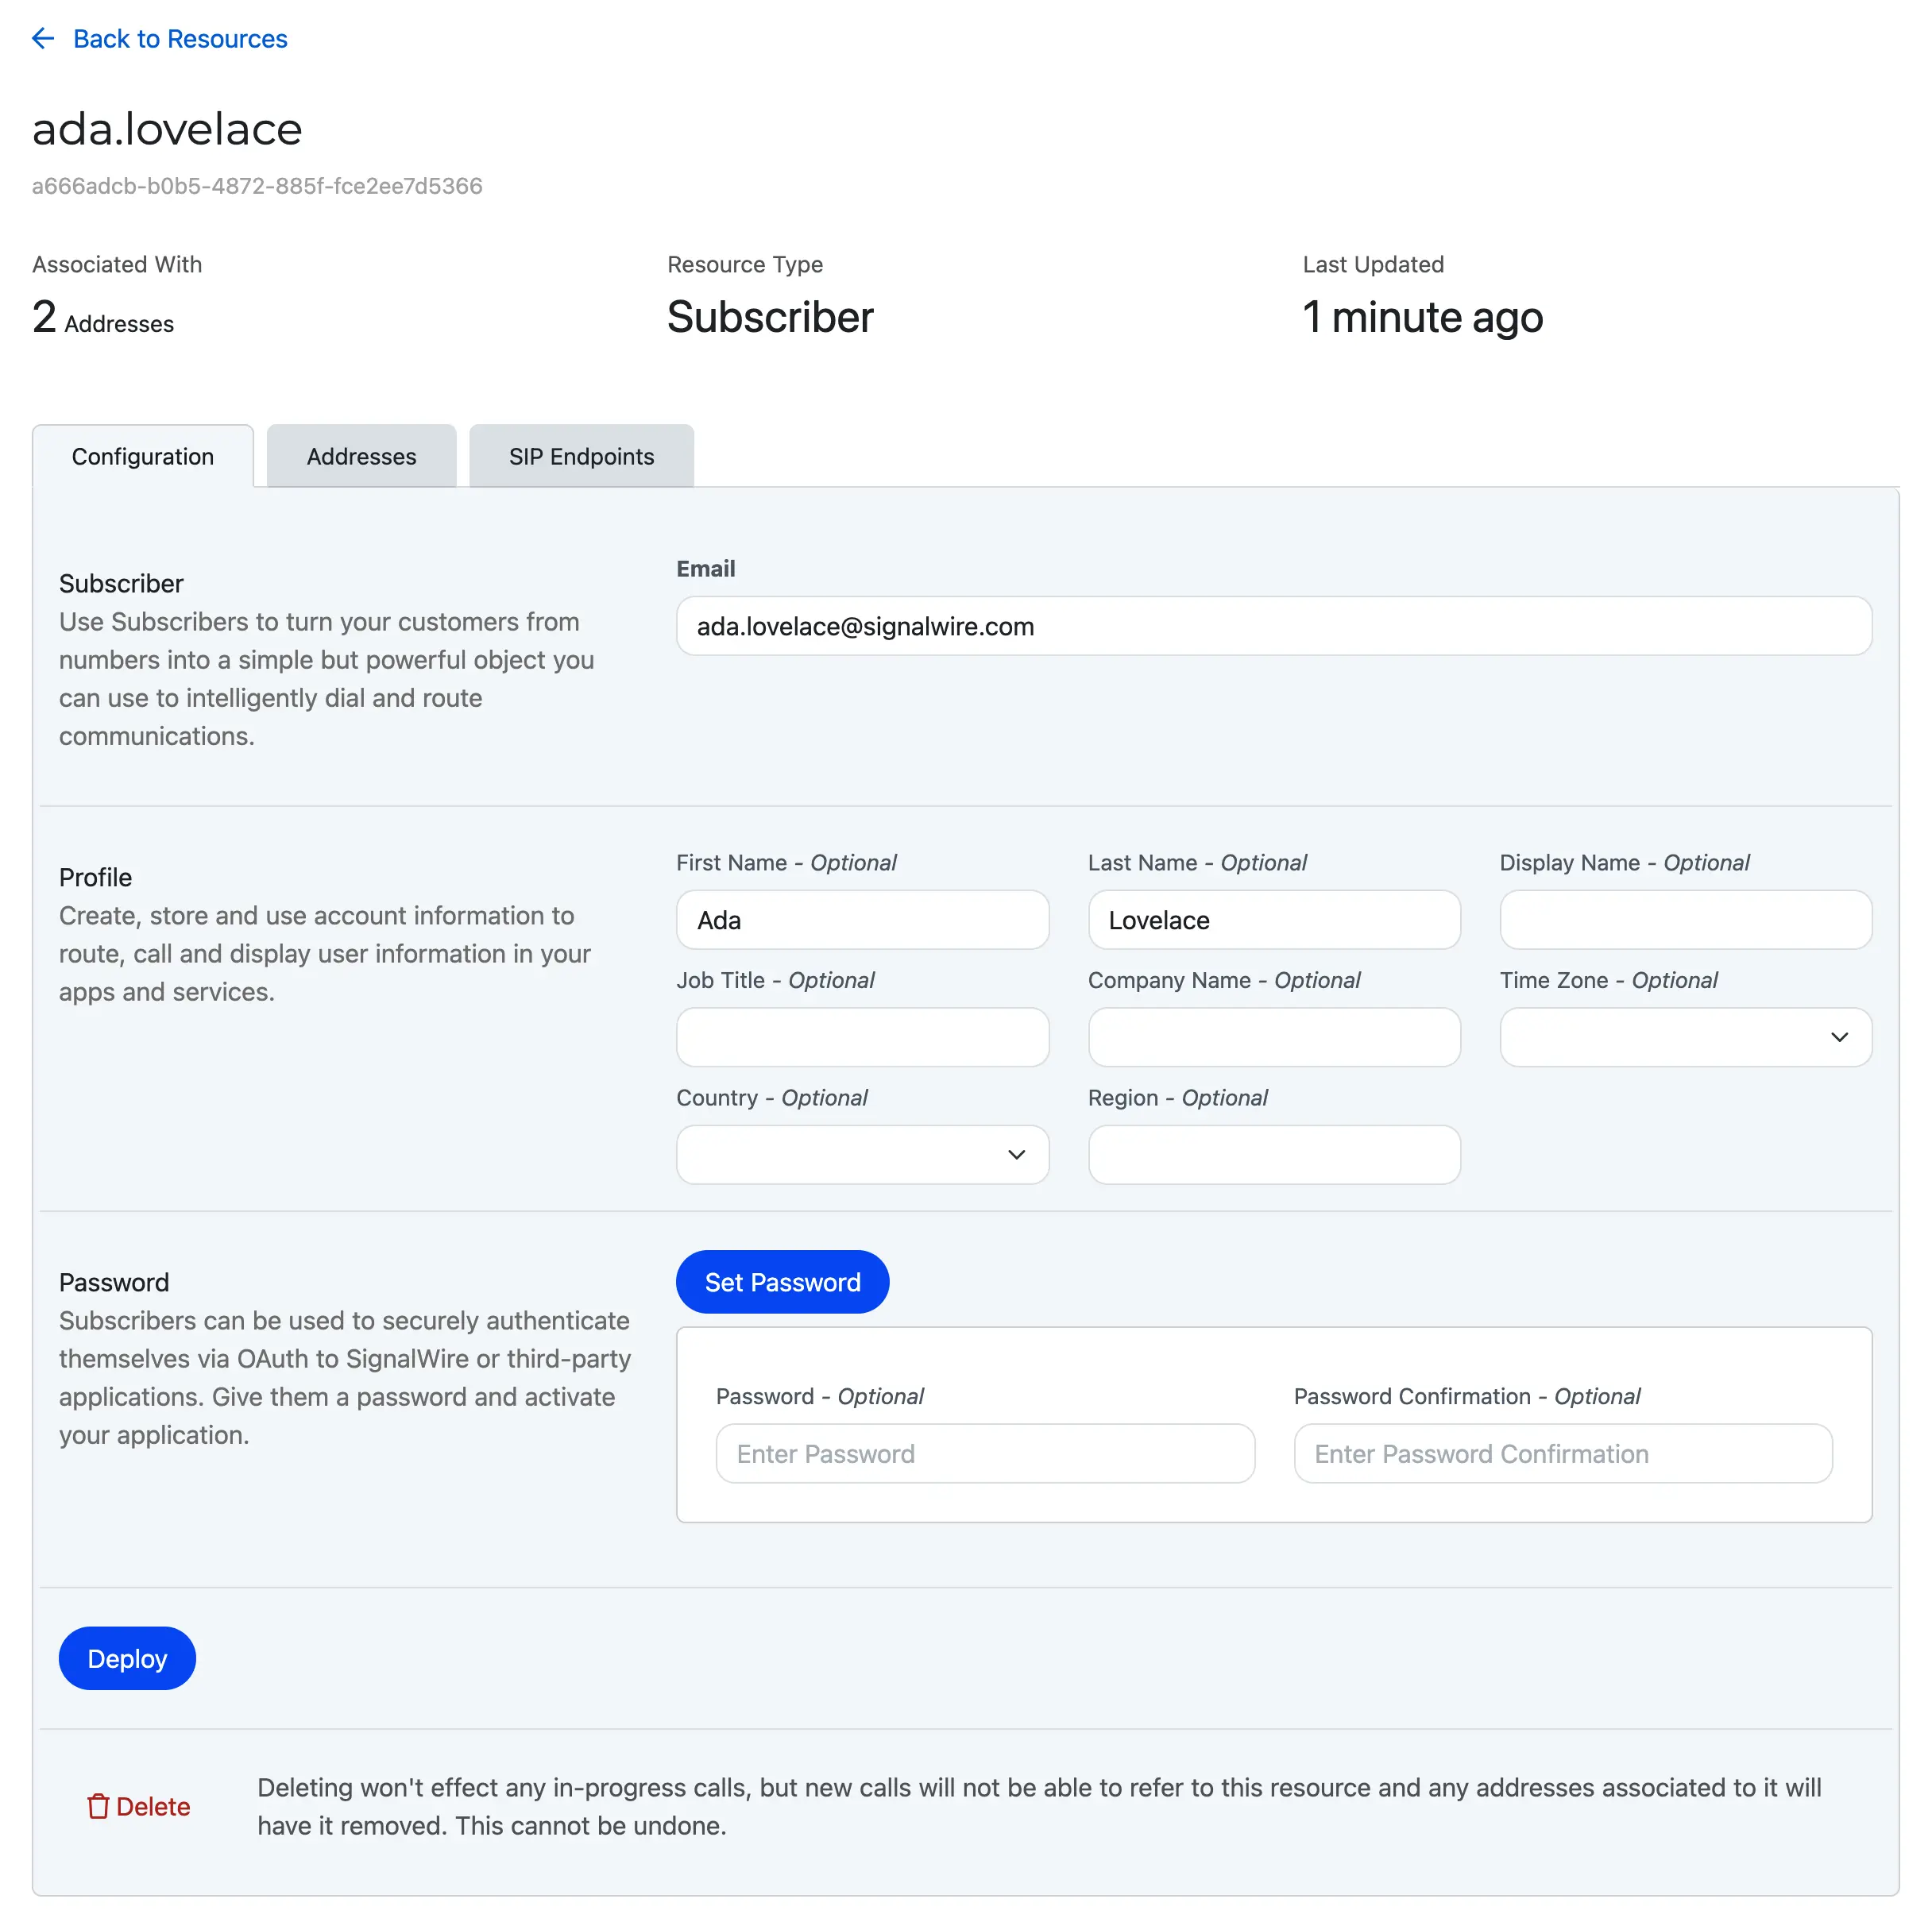 Back to Resources
ada.lovelace
a666adcb-b0b5-4872-885f-fce2ee7d5366
Associated With
2 Addresses
Resource Type
Subscriber
Last Updated
1 minute ago
Configuration
Addresses
SIP Endpoints
Subscriber
Use Subscribers to turn your customers from
numbers into a simple but powerful object you
can use to intelligently dial and route
communications.
Email
ada.lovelace@signalwire.com
Profile
Create, store and use account information to
route, call and display user information in your
apps and services.
First Name - Optional
Ada
Last Name - Optional
Lovelace
Display Name - Optional
Job Title - Optional
Company Name - Optional
Time Zone - Optional
Country - Optional
Region - Optional
Password
Subscribers can be used to securely authenticate
themselves via OAuth to SignalWire or third-party
applications. Give them a password and activate
your application.
Set Password
Password - Optional
Enter Password
Password Confirmation - Optional
Enter Password Confirmation
Deploy
Delete
Deleting won't effect any in-progress calls, but new calls will not be able to refer to this resource and any addresses associated to it will
have it removed. This cannot be undone.